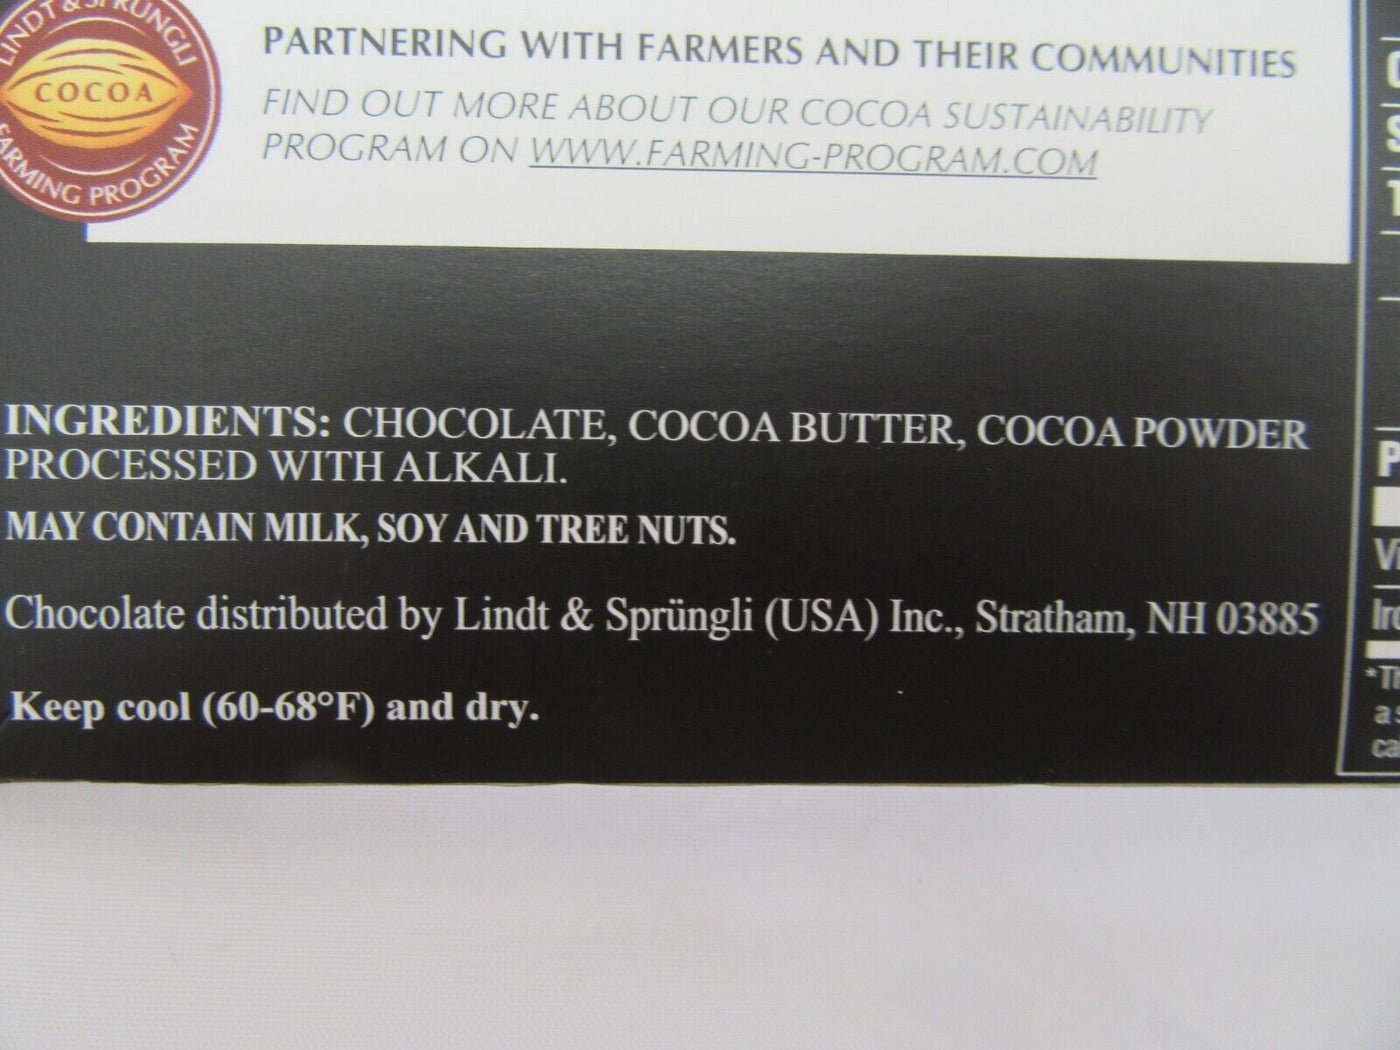 LINDT & SPRÜNGLI
COCOA
FARMING PROGRAM
PARTNERING WITH FARMERS AND THEIR COMMUNITIES
FIND OUT MORE ABOUT OUR COCOA SUSTAINABILITY
PROGRAM ON WWW.FARMING-PROGRAM.COM
INGREDIENTS: CHOCOLATE, COCOA BUTTER, COCOA POWDER
PROCESSED WITH ALKALI.
MAY CONTAIN MILK, SOY AND TREE NUTS.
Chocolate distributed by Lindt & Sprüngli (USA) Inc., Stratham, NH 03885
Keep cool (60-68°F) and dry.